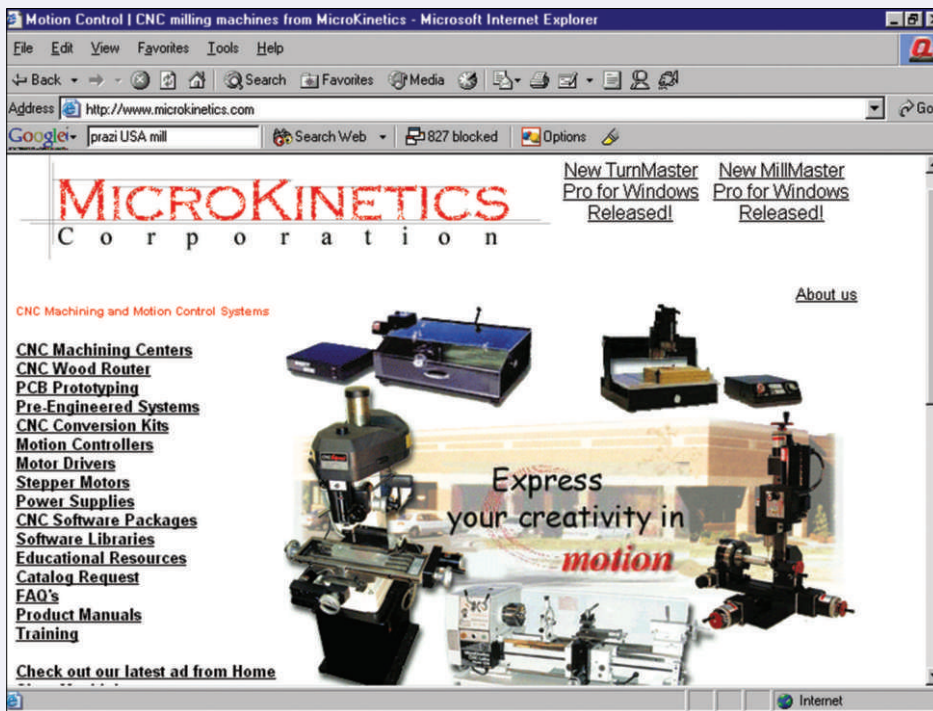 Motion Control | CNC milling machines from MicroKinetics - Microsoft Internet Explorer
File Edit View Favorites Tools Help
Back Search Favorites Media
Address http://www.microkinetics.com Go
Google prazi USA mill Search Web 827 blocked Options
MICROKINETICS
Corporation
New TurnMaster
Pro for Windows
Released!
New MillMaster
Pro for Windows
Released!
About us
CNC Machining and Motion Control Systems
CNC Machining Centers
CNC Wood Router
PCB Prototyping
Pre-Engineered Systems
CNC Conversion Kits
Motion Controllers
Motor Drivers
Stepper Motors
Power Supplies
CNC Software Packages
Software Libraries
Educational Resources
Catalog Request
FAQ's
Product Manuals
Training
Check out our latest ad from Home
Express
your creativity in
motion
Internet